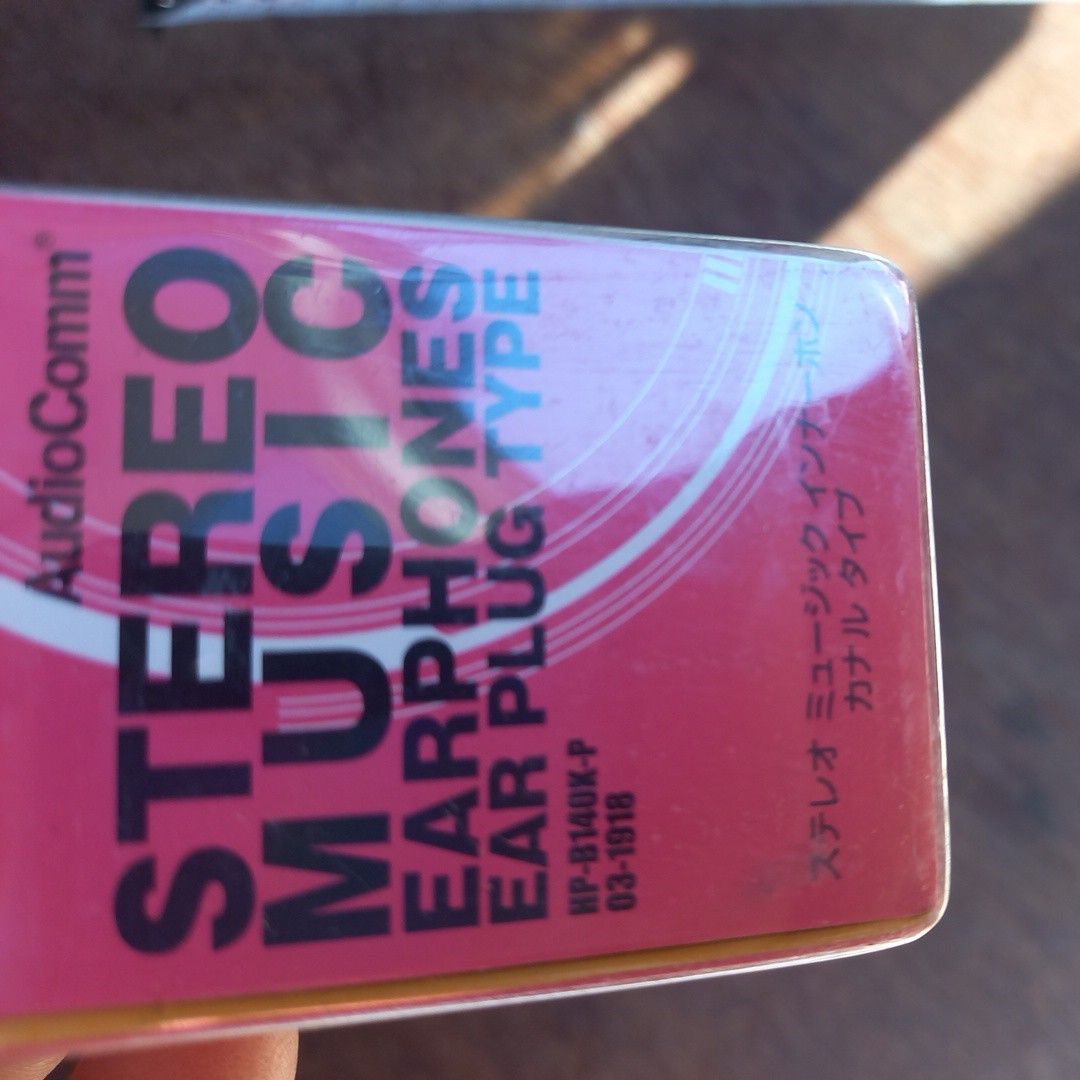 AudioComm®
STEREO
MUSIC
EARPHONES
EAR PLUG TYPE
HP-B140K-P
03-1918
ステレオ ミュージック インナーホン
カナル タイプ